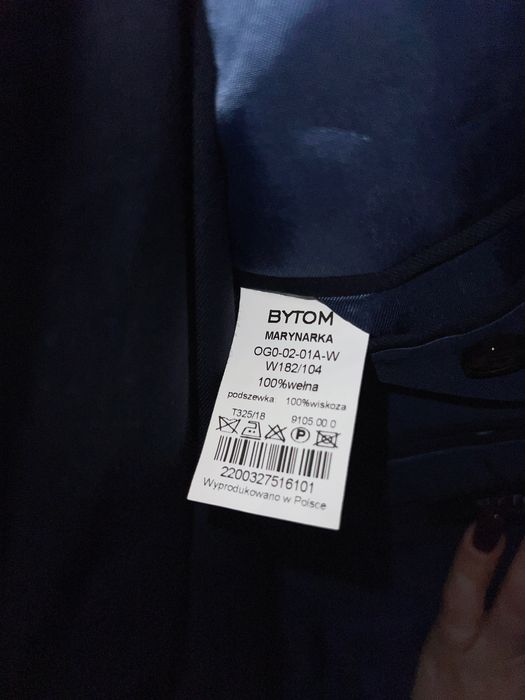 BYTOM
MARYNARKA
OG0-02-01A-W
W182/104
100%wełna
podszewka 100%wiskoza
T325/18 9105 00 0
P
2200327516101
Wyprodukowano w Polsce